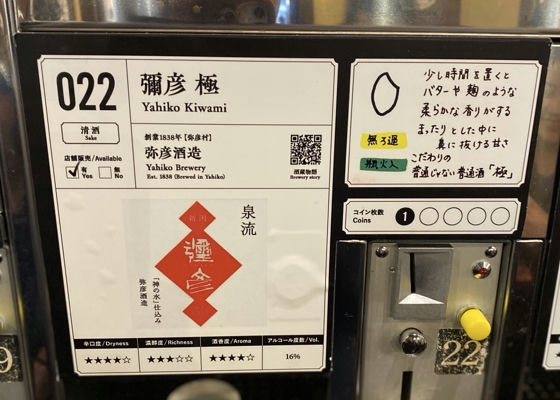 022
彌彦 極
Yahiko Kiwami
清酒
Sake
店舗販売/Available
有
Yes
無
No
創業1838年 [弥彦村]
弥彦酒造
Yahiko Brewery
Est. 1838 (Brewed in Yahiko)
酒蔵物語
Brewery story
泉流
新潟
彌彦
「神の水」仕込み
弥彦酒造
辛口度/Dryness
濃醇度/Richness
酒香度/Aroma
アルコール度数/Vol.
★★★★☆
★★★☆☆
★★★★☆
16%
少し時間を置くと
バターや麹のような
柔らかな香りがする
まったりとした中に
真に抜ける甘さ
無ろ過
瓶火入
こだわりの
普通じゃない普通酒「極」
コイン枚数
Coins
1
22
9